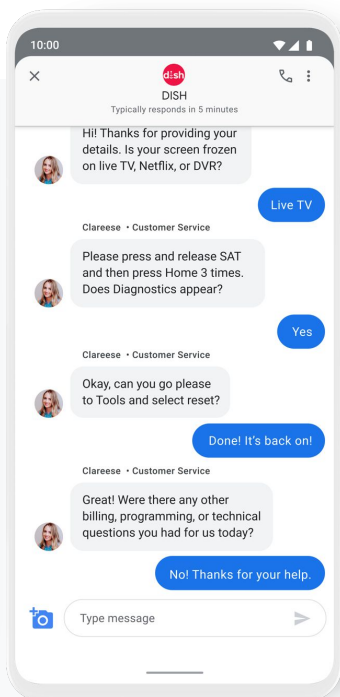 10:00
dish
DISH
Typically responds in 5 minutes
Hi! Thanks for providing your
details. Is your screen frozen
on live TV, Netflix, or DVR?
Live TV
Clareese • Customer Service
Please press and release SAT
and then press Home 3 times.
Does Diagnostics appear?
Yes
Clareese • Customer Service
Okay, can you go please
to Tools and select reset?
Done! It's back on!
Clareese • Customer Service
Great! Were there any other
billing, programming, or technical
questions you had for us today?
No! Thanks for your help.
Type message